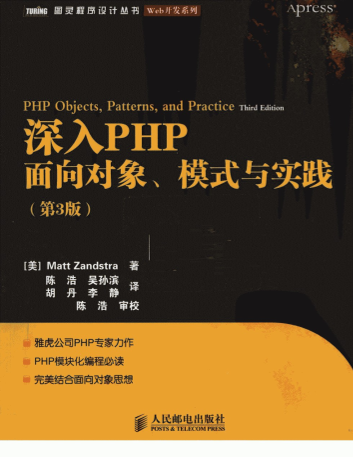 TURING 图灵程序设计丛书 Web开发系列
Apress®
PHP Objects, Patterns, and Practice Third Edition
深入PHP
面向对象、模式与实践
（第3版）
[美] Matt Zandstra 著
陈 浩 吴孙滨
胡 丹 李 静 译
陈 浩 审校
雅虎公司PHP专家力作
PHP模块化编程必读
完美结合面向对象思想
人民邮电出版社
POSTS & TELECOM PRESS